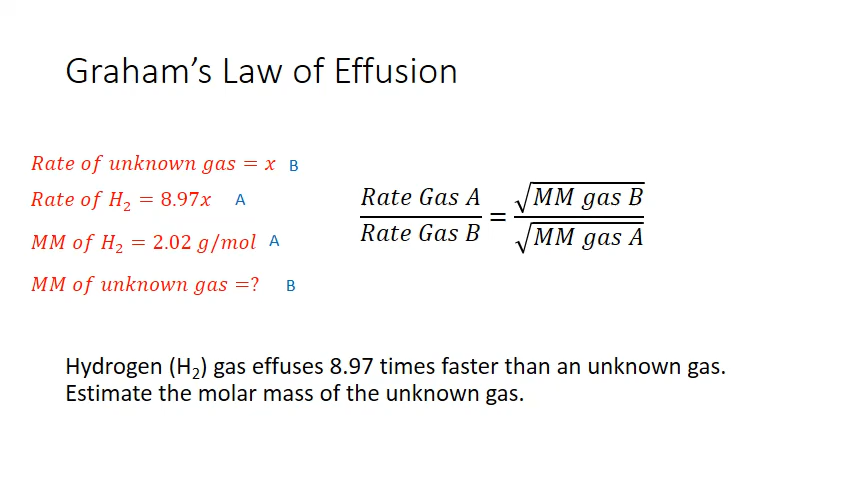 Graham's Law of Effusion
Rate of unknown gas = x B
Rate of H₂ = 8.97x A
MM of H₂ = 2.02 g/mol A
MM of unknown gas =? B
Rate Gas A / Rate Gas B = √MM gas B / √MM gas A
Hydrogen (H₂) gas effuses 8.97 times faster than an unknown gas.
Estimate the molar mass of the unknown gas.